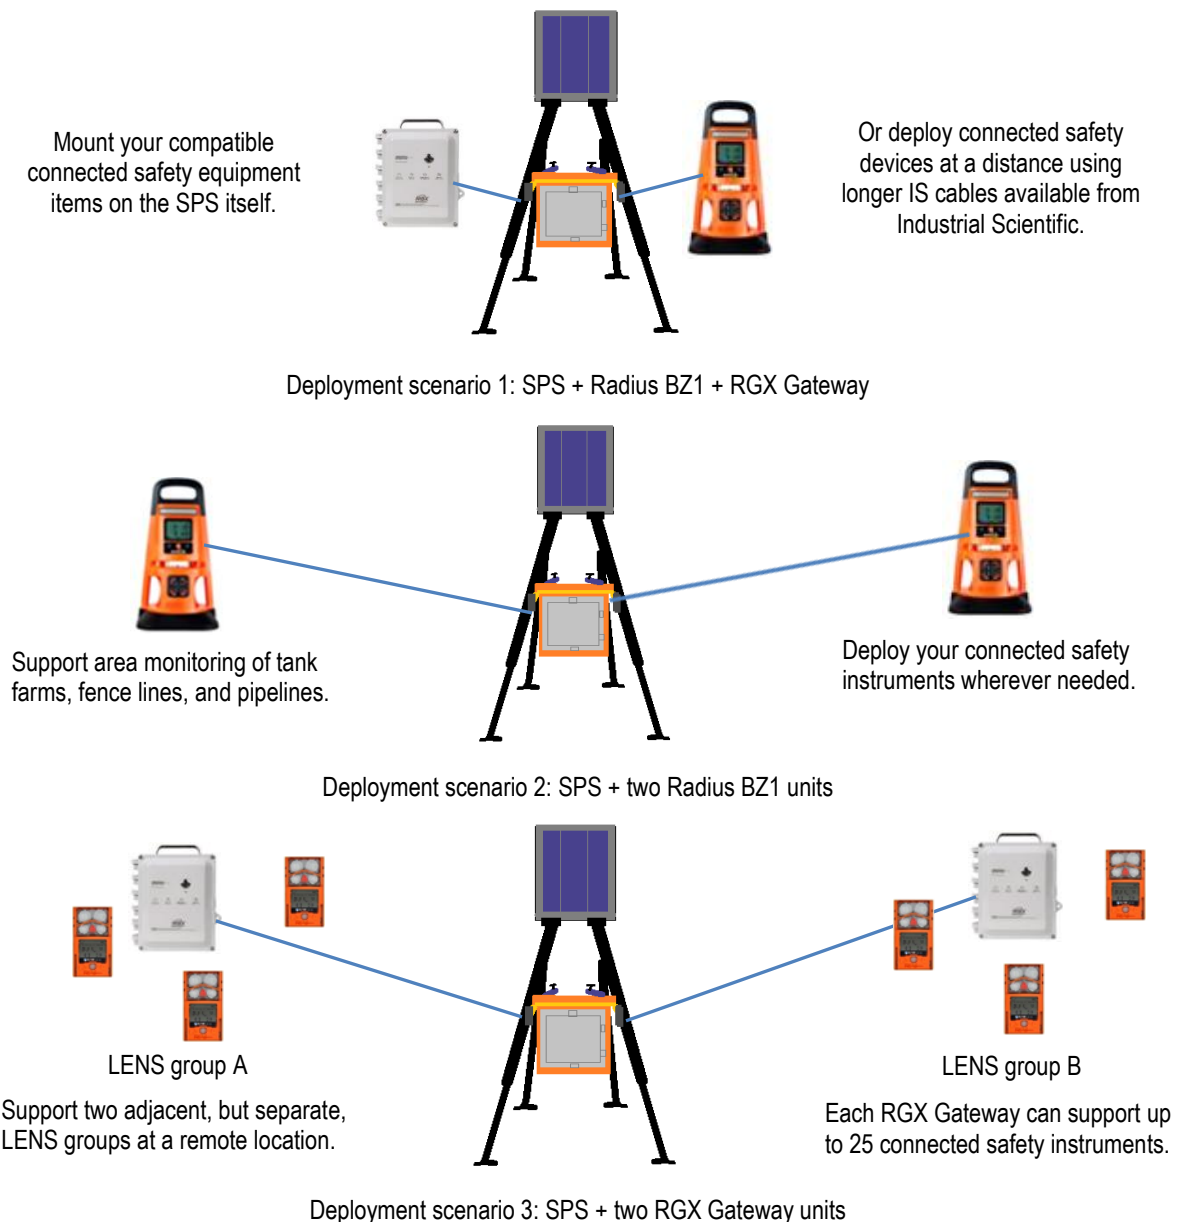 Mount your compatible
connected safety equipment
items on the SPS itself.
Or deploy connected safety
devices at a distance using
longer IS cables available from
Industrial Scientific.
Deployment scenario 1: SPS + Radius BZ1 + RGX Gateway
Support area monitoring of tank
farms, fence lines, and pipelines.
Deploy your connected safety
instruments wherever needed.
Deployment scenario 2: SPS + two Radius BZ1 units
LENS group A
Support two adjacent, but separate,
LENS groups at a remote location.
LENS group B
Each RGX Gateway can support up
to 25 connected safety instruments.
Deployment scenario 3: SPS + two RGX Gateway units